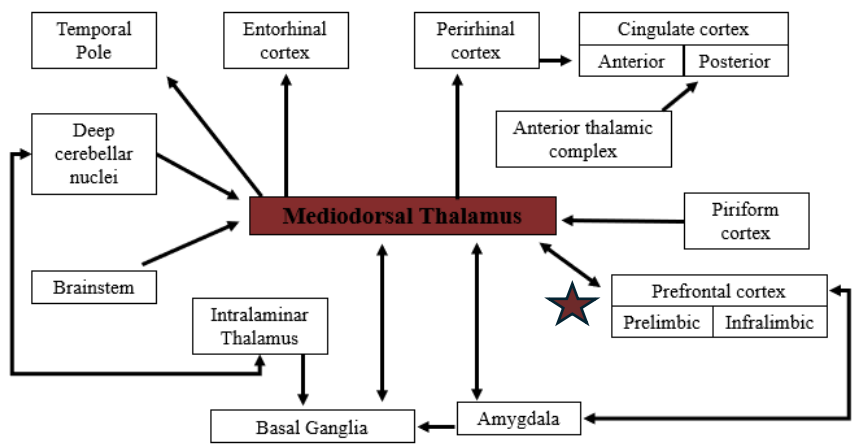 Temporal
Pole
Entorhinal
cortex
Perirhinal
cortex
Cingulate cortex
Anterior
Posterior
Deep
cerebellar
nuclei
Anterior thalamic
complex
Mediodorsal Thalamus
Piriform
cortex
Brainstem
Prefrontal cortex
Prelimbic
Infralimbic
Intralaminar
Thalamus
Basal Ganglia
Amygdala